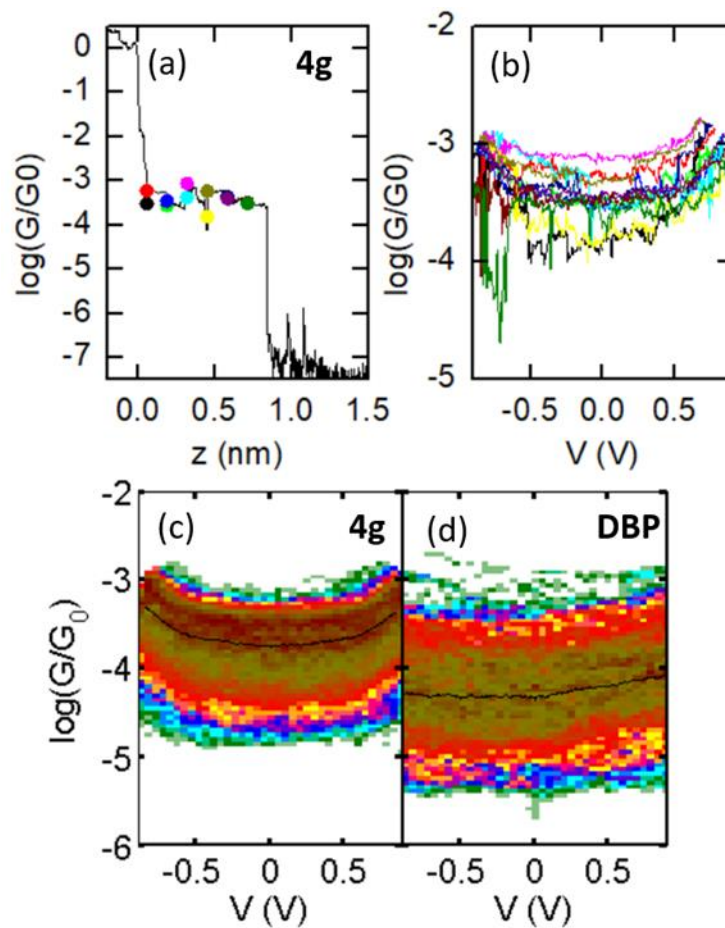 (a) 4g
log(G/G0)
0
-1
-2
-3
-4
-5
-6
-7
0.0 0.5 1.0 1.5
z (nm)
(b)
log(G/G0)
-2
-3
-4
-5
-0.5 0.0 0.5
V (V)
(c) 4g
log(G/G₀)
-2
-3
-4
-5
-6
-0.5 0 0.5
V (V)
(d) DBP
-0.5 0 0.5
V (V)